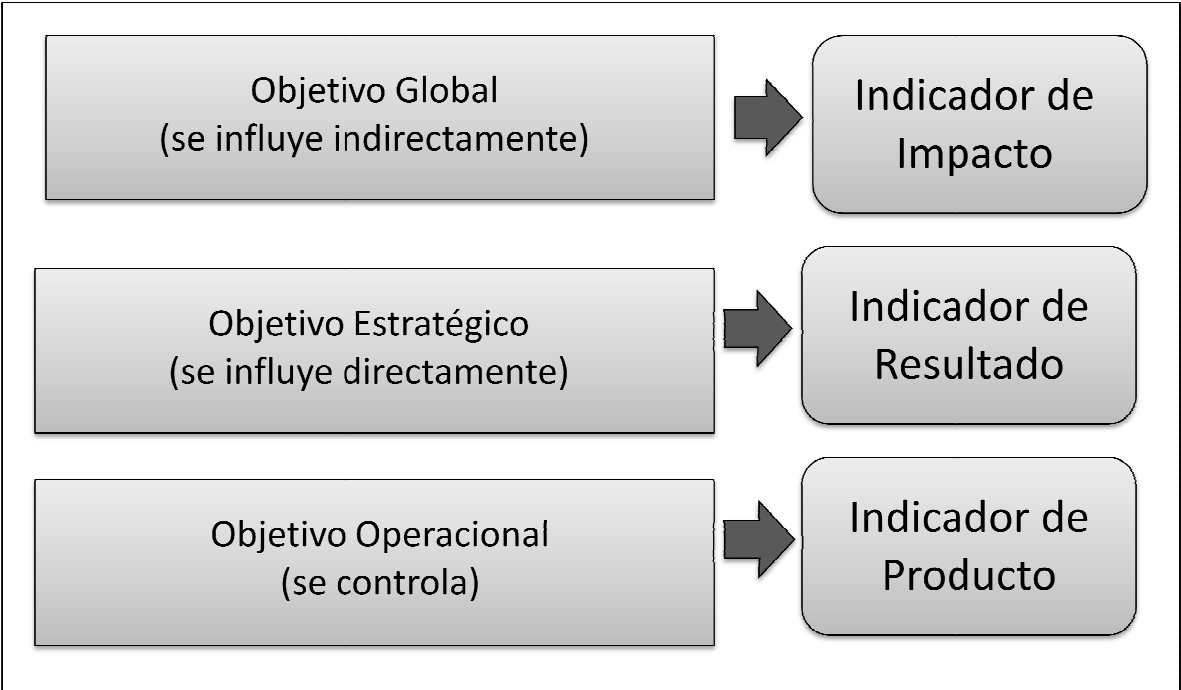 Objetivo Global
(se influye indirectamente)
Indicador de
Impacto
Objetivo Estratégico
(se influye directamente)
Indicador de
Resultado
Objetivo Operacional
(se controla)
Indicador de
Producto